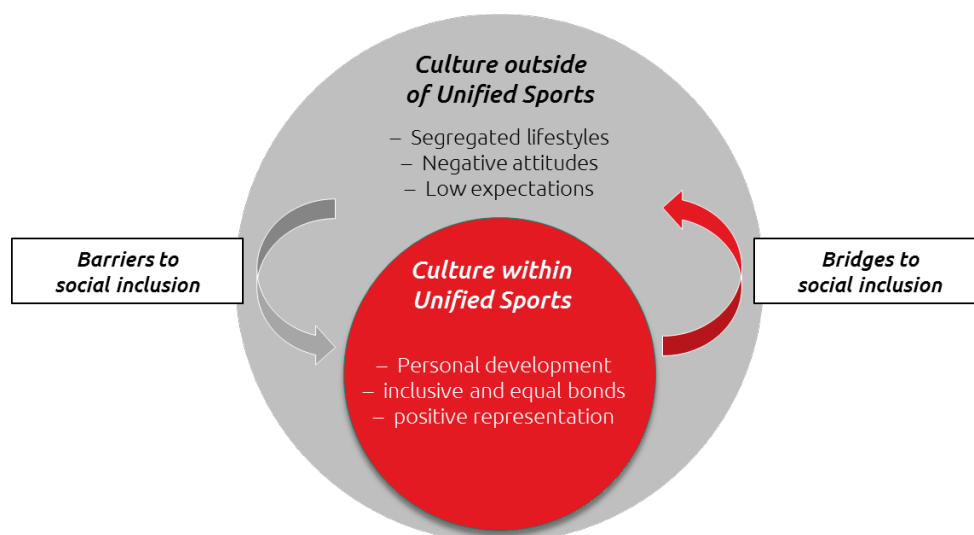 Culture outside
of Unified Sports
– Segregated lifestyles
– Negative attitudes
– Low expectations
Barriers to
social inclusion
Culture within
Unified Sports
– Personal development
– inclusive and equal bonds
– positive representation
Bridges to
social inclusion